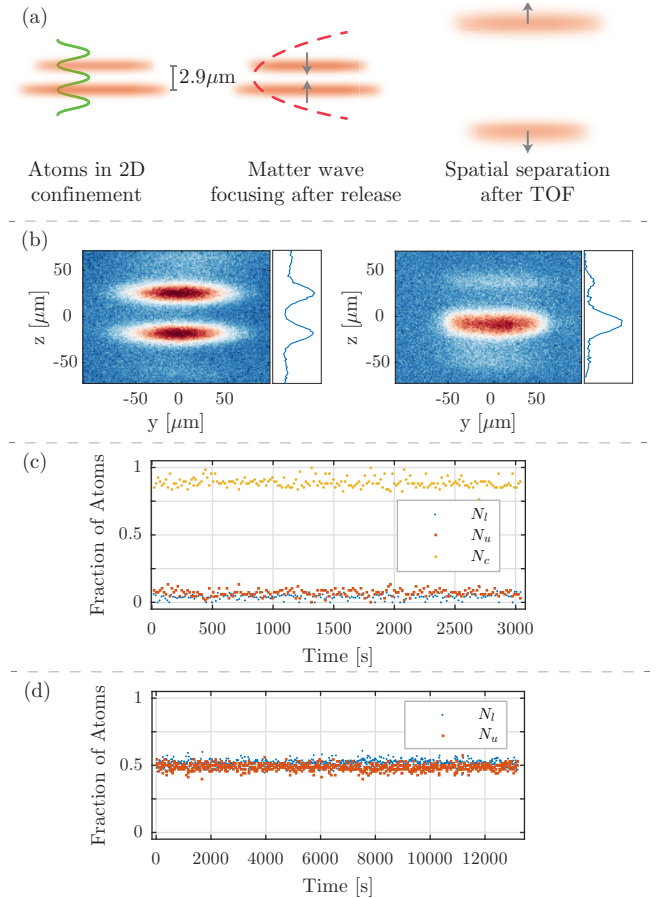 (a)
2.9μm
Atoms in 2D
confinement
Matter wave
focusing after release
Spatial separation
after TOF
(b)
50
0
-50
z [μm]
-50 0 50
y [μm]
50
0
-50
z [μm]
-50 0 50
y [μm]
(c)
1
0.5
0
Fraction of Atoms
N_l
N_u
N_c
0 500 1000 1500 2000 2500 3000
Time [s]
(d)
1
0.5
0
Fraction of Atoms
N_l
N_u
0 2000 4000 6000 8000 10000 12000
Time [s]